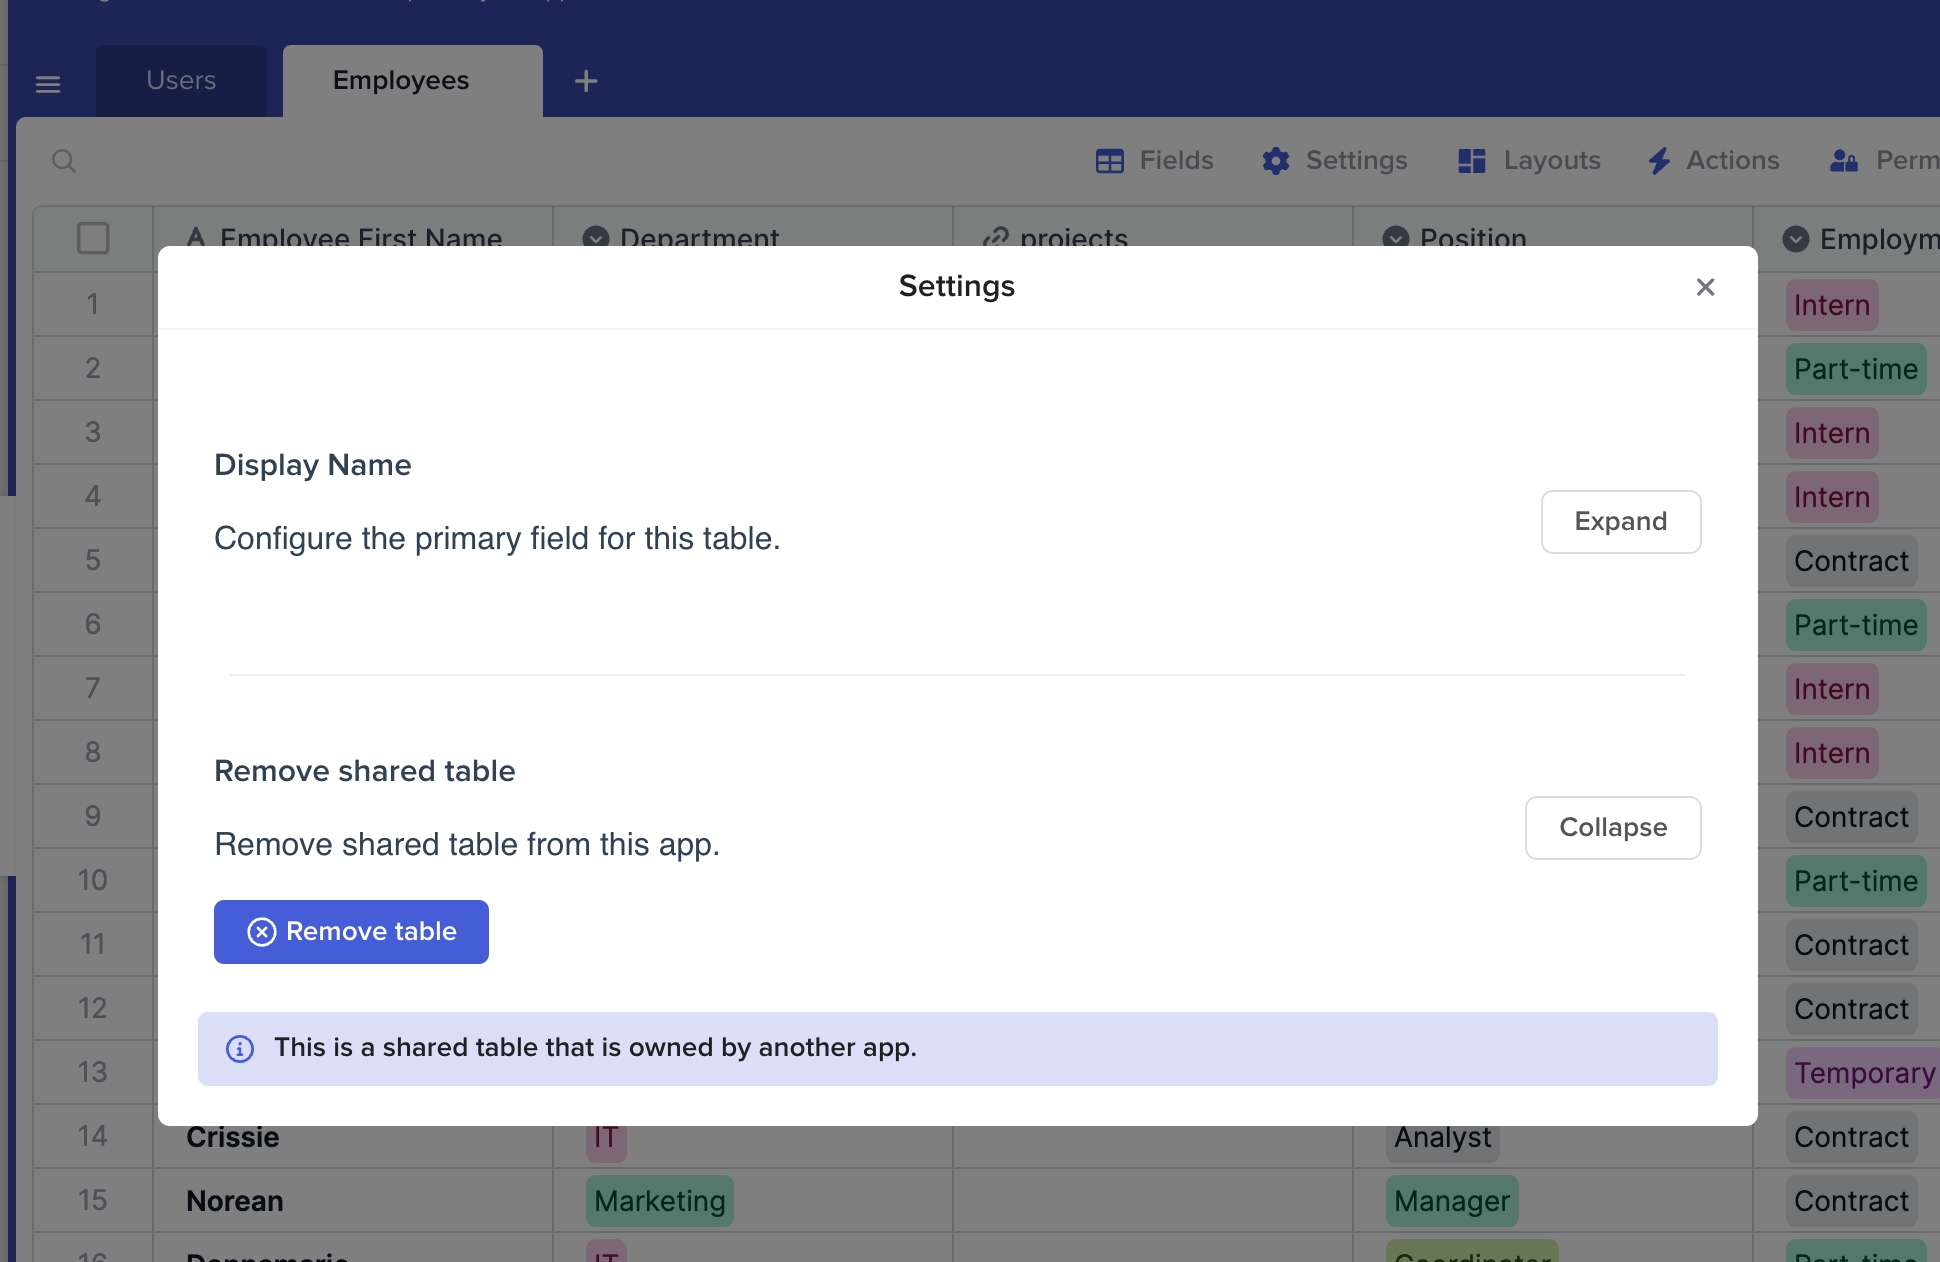 Users
Employees
Fields
Settings
Layouts
Actions
Perm
Employee First Name
Department
projects
Position
Employm
Settings
1
Intern
2
Part-time
3
Intern
4
Intern
Display Name
Configure the primary field for this table.
Expand
5
Contract
6
Part-time
7
Intern
8
Intern
Remove shared table
Remove shared table from this app.
Collapse
9
Contract
10
Part-time
Remove table
11
Contract
12
Contract
This is a shared table that is owned by another app.
13
Temporary
14
Crissie
IT
Analyst
Contract
15
Norean
Marketing
Manager
Contract
16
IT
Coordinator
Part-time